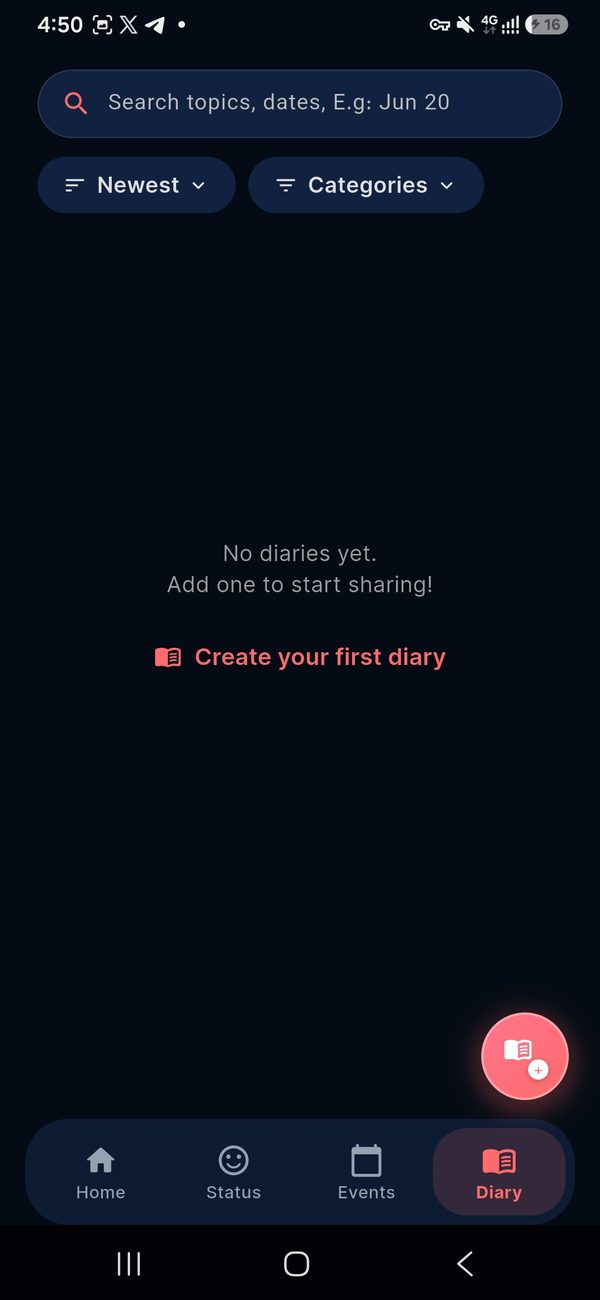 4:50
4G
16
Search topics, dates, E.g: Jun 20
Newest
Categories
No diaries yet.
Add one to start sharing!
Create your first diary
Home
Status
Events
Diary